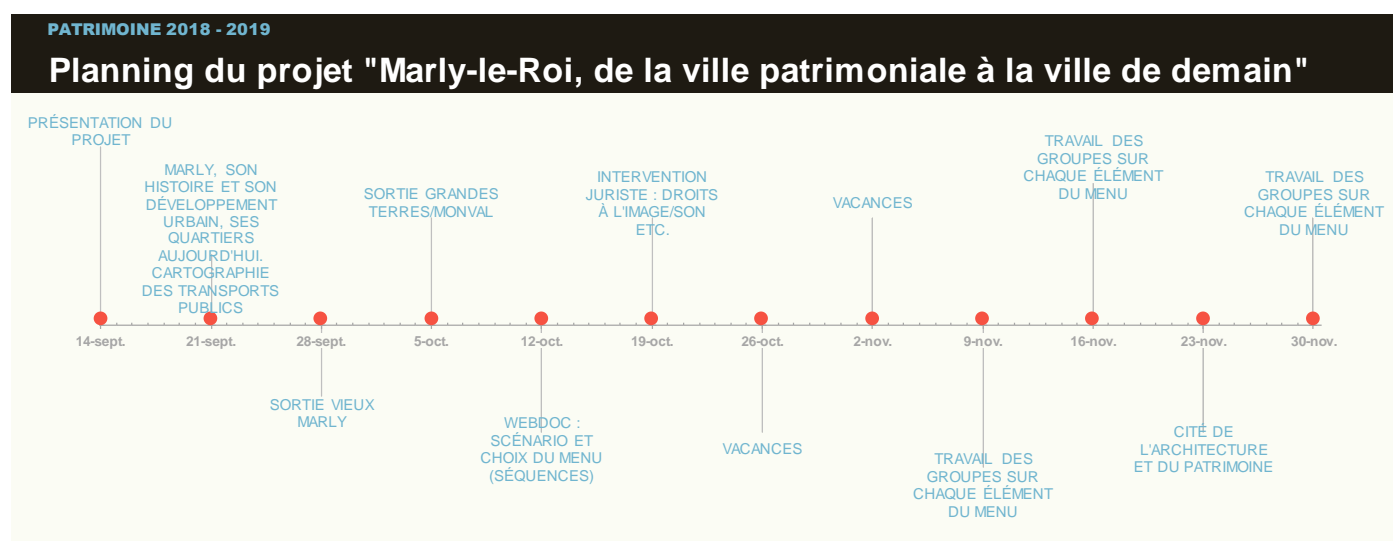 PATRIMOINE 2018 - 2019
Planning du projet "Marly-le-Roi, de la ville patrimoniale à la ville de demain"
PRÉSENTATION DU
PROJET
MARLY, SON
HISTOIRE ET SON
DÉVELOPPEMENT
URBAIN, SES
QUARTIERS
AUJOURD'HUI.
CARTOGRAPHIE
DES TRANSPORTS
PUBLICS
SORTIE GRANDES
TERRES/MONVAL
INTERVENTION
JURISTE : DROITS
À L'IMAGE/SON
ETC.
VACANCES
TRAVAIL DES
GROUPES SUR
CHAQUE ÉLÉMENT
DU MENU
TRAVAIL DES
GROUPES SUR
CHAQUE ÉLÉMENT
DU MENU
14-sept. 21-sept. 28-sept. 5-oct. 12-oct. 19-oct. 26-oct. 2-nov. 9-nov. 16-nov. 23-nov. 30-nov.
SORTIE VIEUX
MARLY
WEBDOC :
SCÉNARIO ET
CHOIX DU MENU
(SÉQUENCES)
VACANCES
TRAVAIL DES
GROUPES SUR
CHAQUE ÉLÉMENT
DU MENU
CITÉ DE
L'ARCHITECTURE
ET DU PATRIMOINE